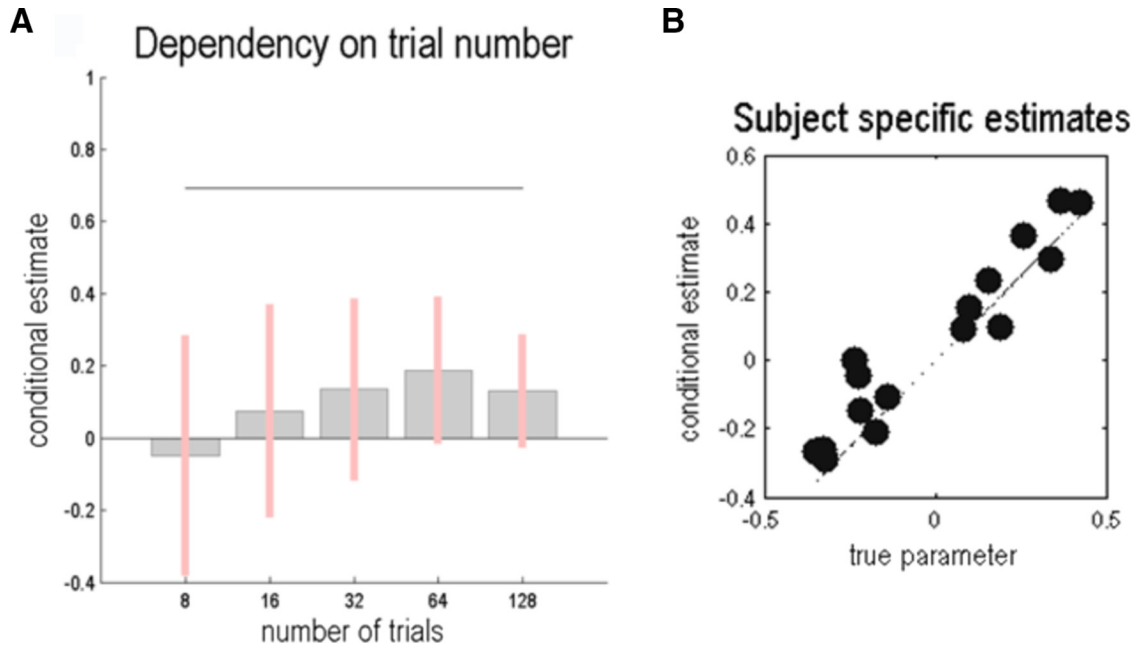 A
Dependency on trial number
1
0.8
0.6
0.4
0.2
0
-0.2
-0.4
conditional estimate
8 16 32 64 128
number of trials
B
Subject specific estimates
0.6
0.4
0.2
0
-0.2
-0.4
conditional estimate
-0.5 0 0.5
true parameter